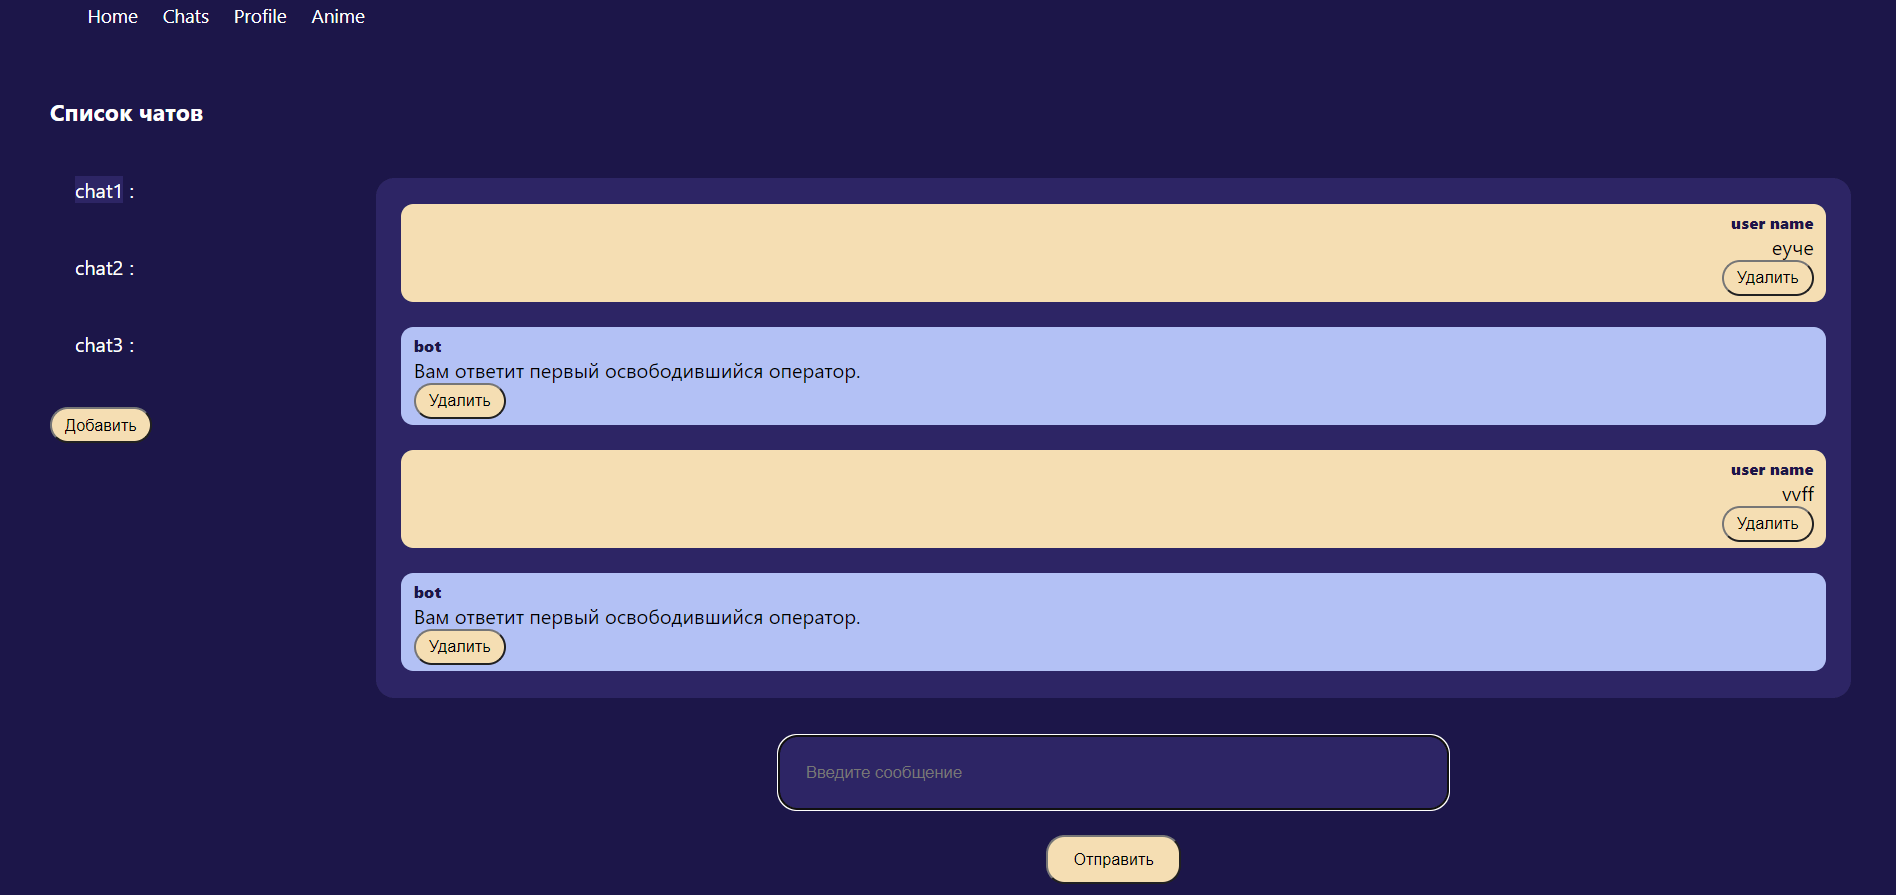 Home Chats Profile Anime
Список чатов
chat1 :
chat2 :
chat3 :
Добавить
user name
еуче
Удалить
bot
Вам ответит первый освободившийся оператор.
Удалить
user name
vvff
Удалить
bot
Вам ответит первый освободившийся оператор.
Удалить
Введите сообщение
Отправить